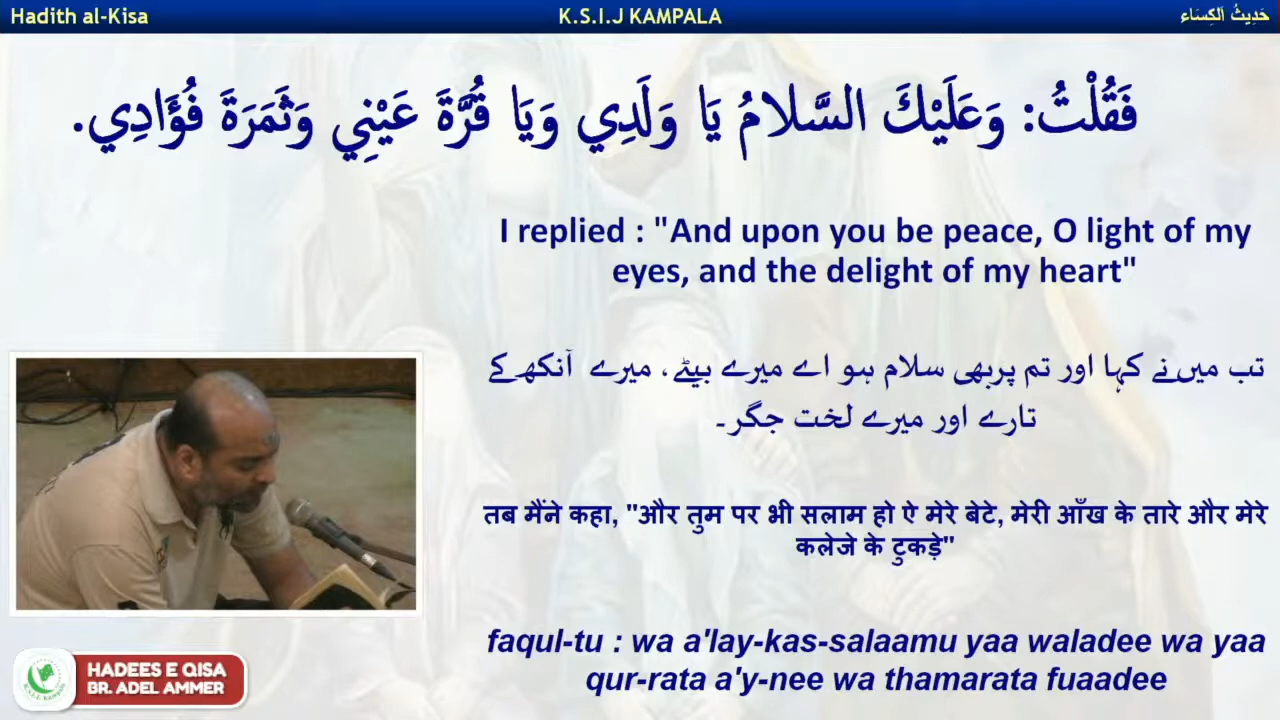 Hadith al-Kisa
K.S.I.J KAMPALA
حَدِيثُ ٱلكِسَاء
فَقُلْتُ: وَعَلَيْكَ السَّلامُ يَا وَلَدِي وَيَا قُرَّةَ عَيْنِي وَثَمَرَةَ فُؤَادِي.
I replied : "And upon you be peace, O light of my
eyes, and the delight of my heart"
تب میں نے کہا اور تم پر بھی سلام ہو اے میرے بیٹے، میرے آنکھ کے
تارے اور میرے لخت جگر۔
तब मैंने कहा, "और तुम पर भी सलाम हो ऐ मेरे बेटे, मेरी आँख के तारे और मेरे
कलेजे के टुकड़े"
faqul-tu : wa a'lay-kas-salaamu yaa waladee wa yaa
qur-rata a'y-nee wa thamarata fuaadee
HADEES E QISA
BR. ADEL AMMER
K.S.I.J. Kampala